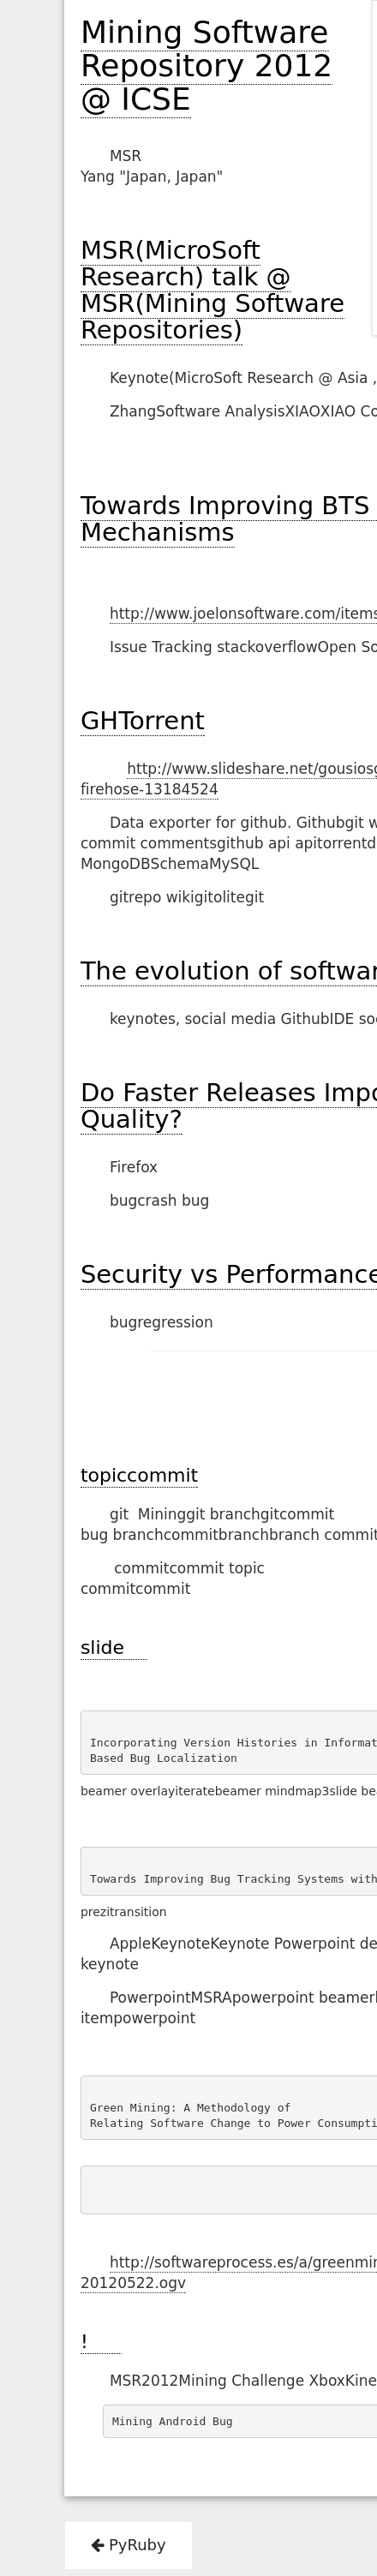 Mining Software
Repository 2012
@ ICSE
MSR
Yang "Japan, Japan"
MSR(MicroSoft
Research) talk @
MSR(Mining Software
Repositories)
Keynote(MicroSoft Research @ Asia ,
ZhangSoftware AnalysisXIAOXIAO Co
Towards Improving BTS
Mechanisms
http://www.joelonsoftware.com/items
Issue Tracking stackoverflowOpen So
GHTorrent
http://www.slideshare.net/gousiosg
firehose-13184524
Data exporter for github. Githubgit w
commit commentsgithub api apitorrentd
MongoDBSchemaMySQL
gitrepo wikigitolitegit
The evolution of softwar
keynotes, social media GithubIDE soc
Do Faster Releases Impo
Quality?
Firefox
bugcrash bug
Security vs Performance
bugregression
topiccommit
git  Mininggit branchgitcommit
bug branchcommitbranchbranch commit
commitcommit topic
commitcommit
slide
Incorporating Version Histories in Informat
Based Bug Localization
beamer overlayiteratebeamer mindmap3slide bea
Towards Improving Bug Tracking Systems with
prezitransition
AppleKeynoteKeynote Powerpoint de
keynote
PowerpointMSRApowerpoint beamer
itempowerpoint
Green Mining: A Methodology of
Relating Software Change to Power Consumpti
http://softwareprocess.es/a/greenmin
20120522.ogv
!
MSR2012Mining Challenge XboxKine
Mining Android Bug
← PyRuby